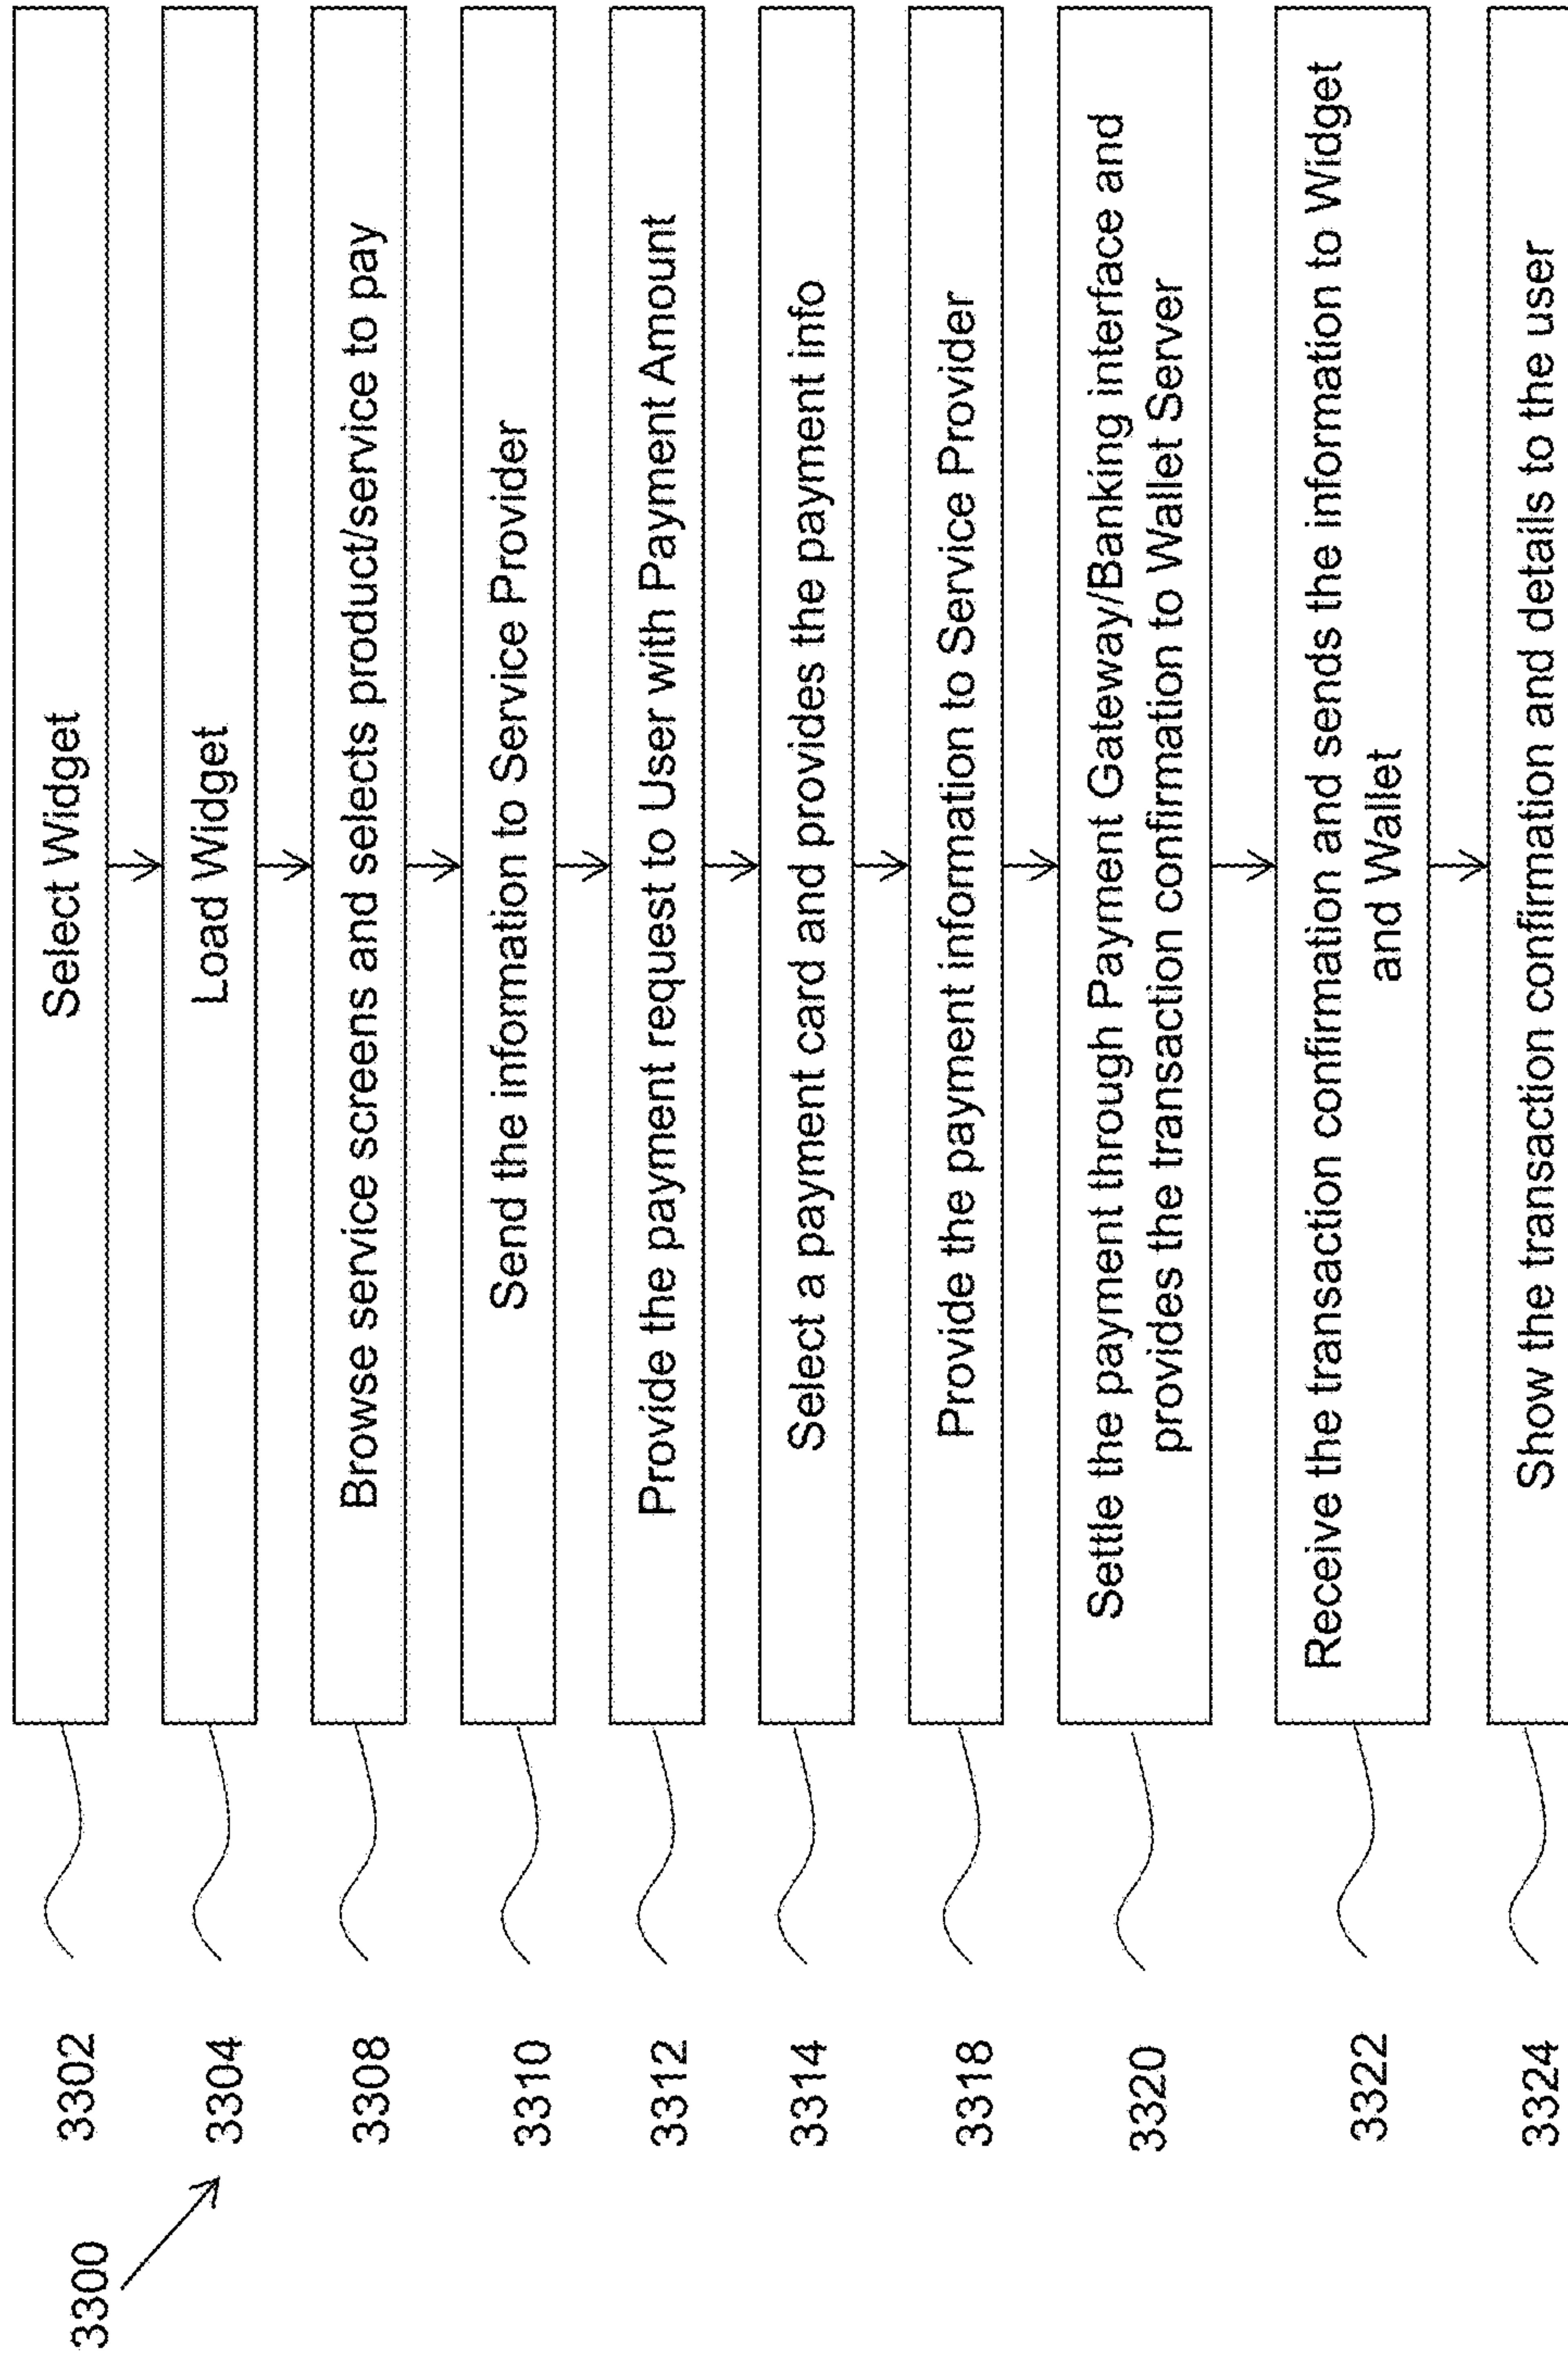 3300
3302
Select Widget
3304
Load Widget
3308
Browse service screens and selects product/service to pay
3310
Send the information to Service Provider
3312
Provide the payment request to User with Payment Amount
3314
Select a payment card and provides the payment info
3318
Provide the payment information to Service Provider
3320
Settle the payment through Payment Gateway/Banking interface and
provides the transaction confirmation to Wallet Server
3322
Receive the transaction confirmation and sends the information to Widget
and Wallet
3324
Show the transaction confirmation and details to the user